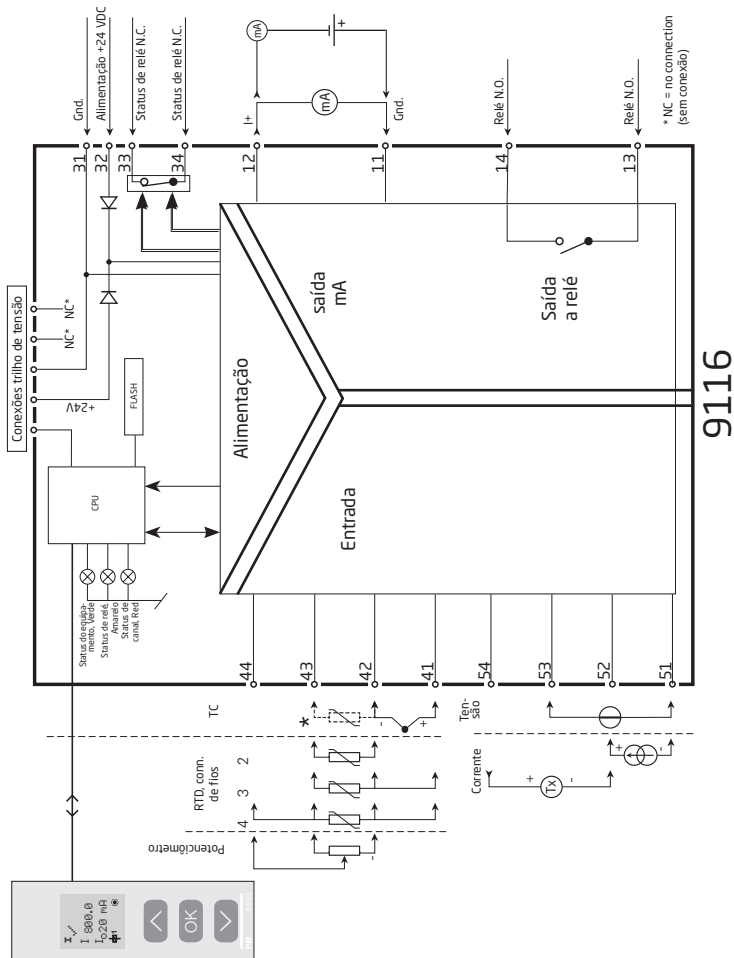 Gnd.
Alimentação +24 VDC
Status de relé N.C.
Status de relé N.C.
31
32
33
34
I+
12
mA
mA
+
11
Gnd.
Relé N.O.
14
Relé N.O.
13
* NC = no connection
(sem conexão)
Conexões trilho de tensão
NC*
NC*
+24V
FLASH
CPU
Status do equipa-
mento, Verde
Status de relé,
Amarelo
Status de
canal, Red
Alimentação
saída
mA
Saída
a relé
Entrada
9116
44
43
42
41
54
53
52
51
TC
*
-
+
Ten-
são
RTD, conn.
de fios
2
3
4
Potenciômetro
-
Corrente
+
Tx
-
+
-
I 800.0
Io20 mA
OK
PR
4501